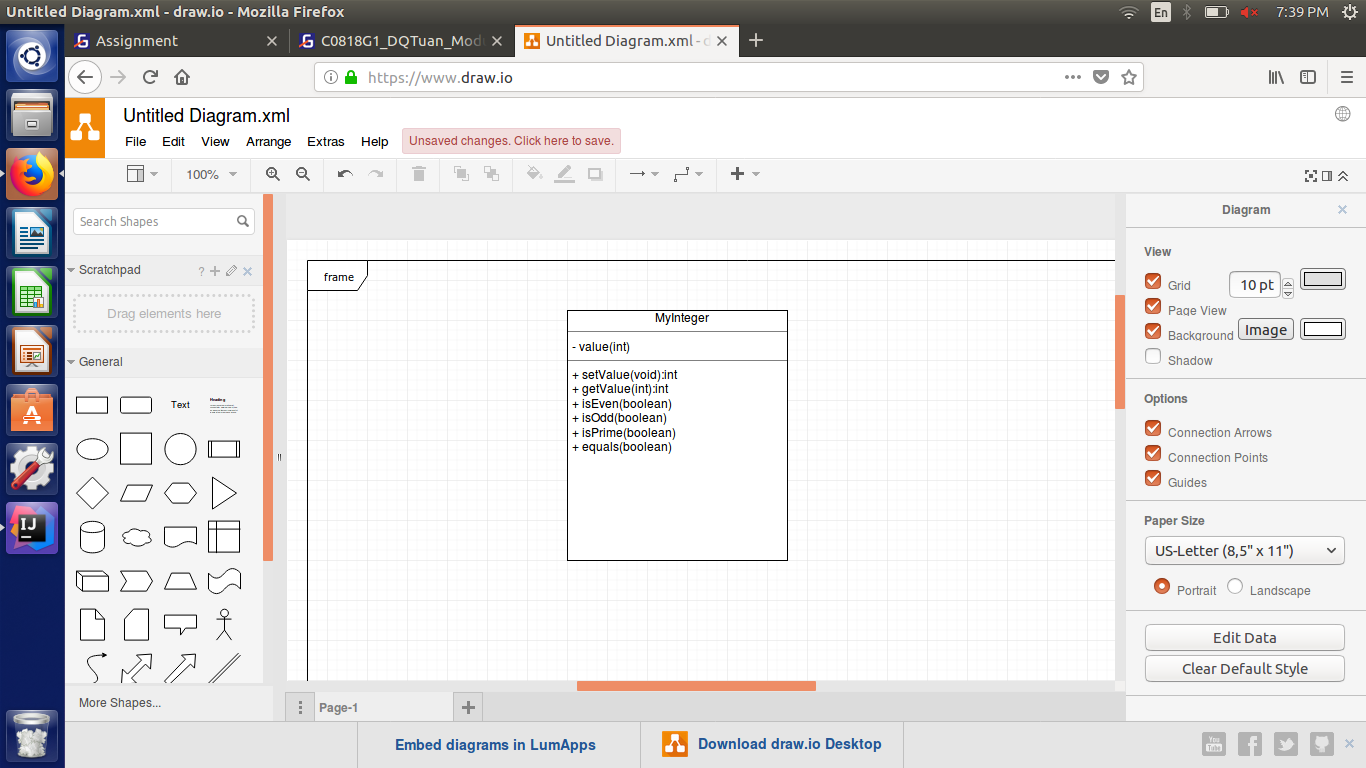 Untitled Diagram.xml - draw.io - Mozilla Firefox
En
7:39 PM
Assignment
C0818G1_DQTuan_Mod
Untitled Diagram.xml - d
https://www.draw.io
Untitled Diagram.xml
File Edit View Arrange Extras Help
Unsaved changes. Click here to save.
100%
Search Shapes
Scratchpad
?
Drag elements here
General
Text
Heading
More Shapes...
frame
MyInteger
- value(int)
+ setValue(void):int
+ getValue(int):int
+ isEven(boolean)
+ isOdd(boolean)
+ isPrime(boolean)
+ equals(boolean)
Page-1
Diagram
View
Grid
10 pt
Page View
Background
Image
Shadow
Options
Connection Arrows
Connection Points
Guides
Paper Size
US-Letter (8,5" x 11")
Portrait
Landscape
Edit Data
Clear Default Style
Embed diagrams in LumApps
Download draw.io Desktop
You
Tube
IJ